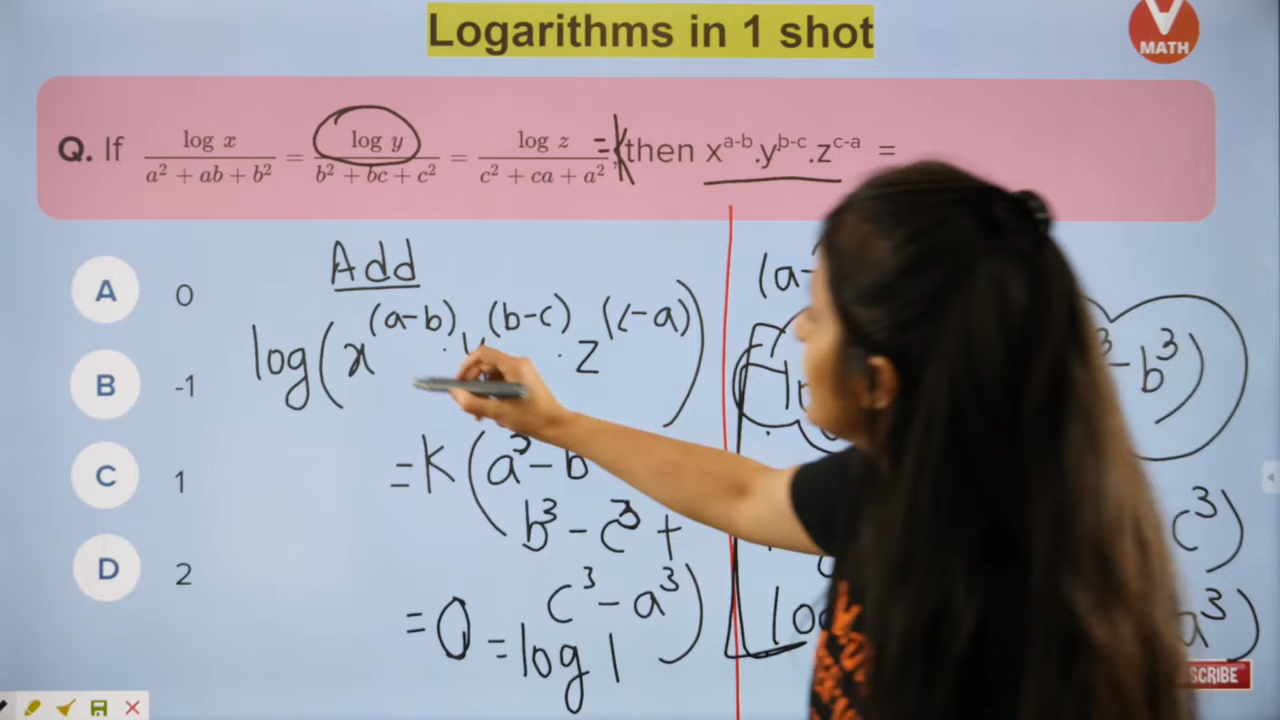 Logarithms in 1 shot
V
MATH
Q. If log x / a² + ab + b² = log y / b² + bc + c² = log z / c² + ca + a² = k, then x^a-b.y^b-c.z^c-a =
A 0
B -1
C 1
D 2
Add
log(x^(a-b) . y^(b-c) . z^(c-a))
= K(a³ - b
b³ - c³ +
c³ - a³)
= 0 = log 1
(a-
³ - b³)
c³)
lo
a³)
SCRIBE